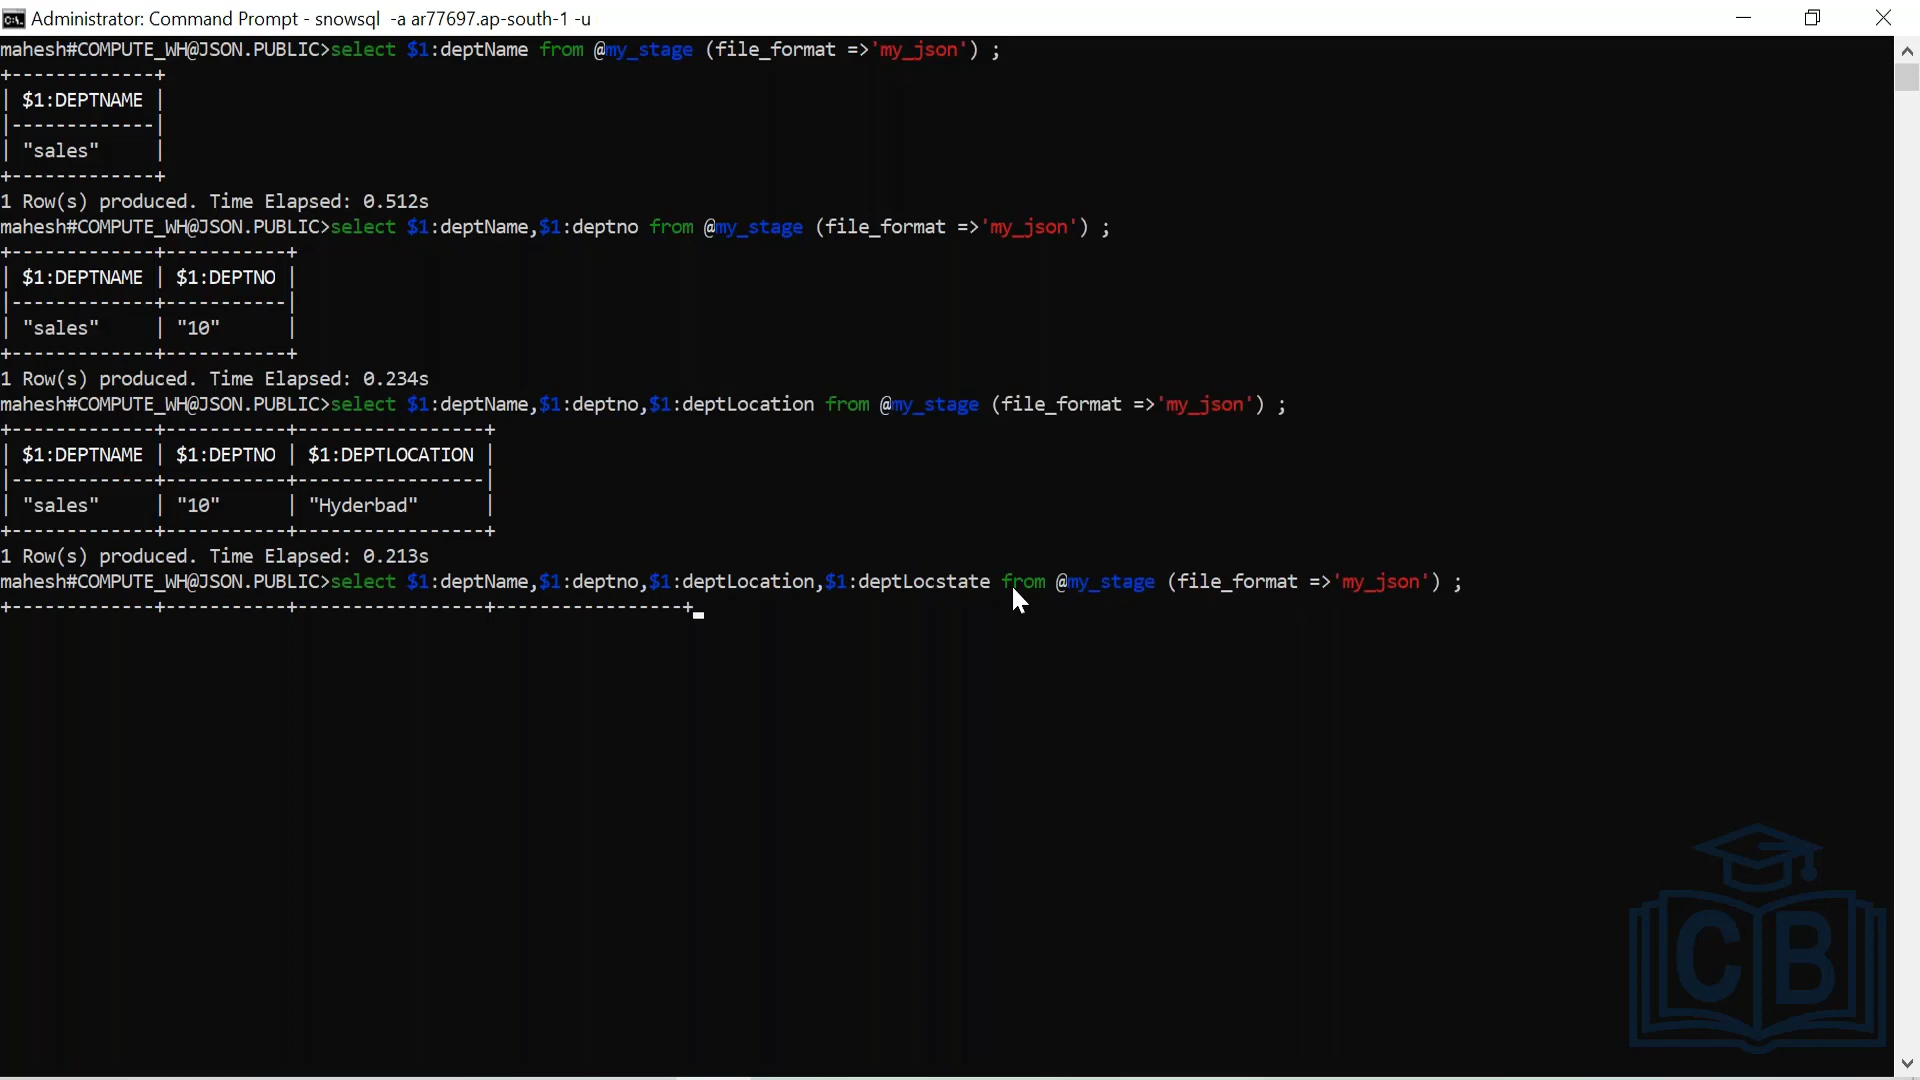 Administrator: Command Prompt - snowsql  -a ar77697.ap-south-1 -u
mahesh#COMPUTE_WH@JSON.PUBLIC>select $1:deptName from @my_stage (file_format =>'my_json') ;
+-------------+
| $1:DEPTNAME |
|-------------|
| "sales"     |
+-------------+
1 Row(s) produced. Time Elapsed: 0.512s
mahesh#COMPUTE_WH@JSON.PUBLIC>select $1:deptName,$1:deptno from @my_stage (file_format =>'my_json') ;
+-------------+-----------+
| $1:DEPTNAME | $1:DEPTNO |
|-------------+-----------|
| "sales"     | "10"      |
+-------------+-----------+
1 Row(s) produced. Time Elapsed: 0.234s
mahesh#COMPUTE_WH@JSON.PUBLIC>select $1:deptName,$1:deptno,$1:deptLocation from @my_stage (file_format =>'my_json') ;
+-------------+-----------+-----------------+
| $1:DEPTNAME | $1:DEPTNO | $1:DEPTLOCATION |
|-------------+-----------+-----------------|
| "sales"     | "10"      | "Hyderbad"      |
+-------------+-----------+-----------------+
1 Row(s) produced. Time Elapsed: 0.213s
mahesh#COMPUTE_WH@JSON.PUBLIC>select $1:deptName,$1:deptno,$1:deptLocation,$1:deptLocstate from @my_stage (file_format =>'my_json') ;
+-------------+-----------+-----------------+-----------------+
CB